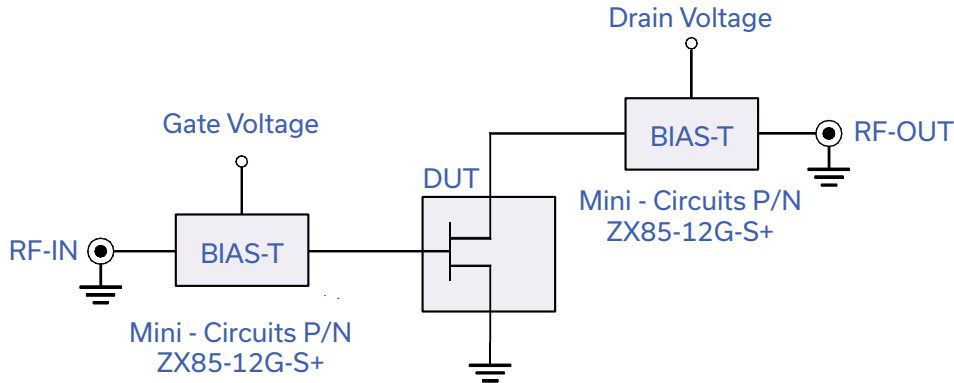 Drain Voltage
Gate Voltage
BIAS-T
RF-OUT
DUT
Mini - Circuits P/N
ZX85-12G-S+
RF-IN
BIAS-T
Mini - Circuits P/N
ZX85-12G-S+